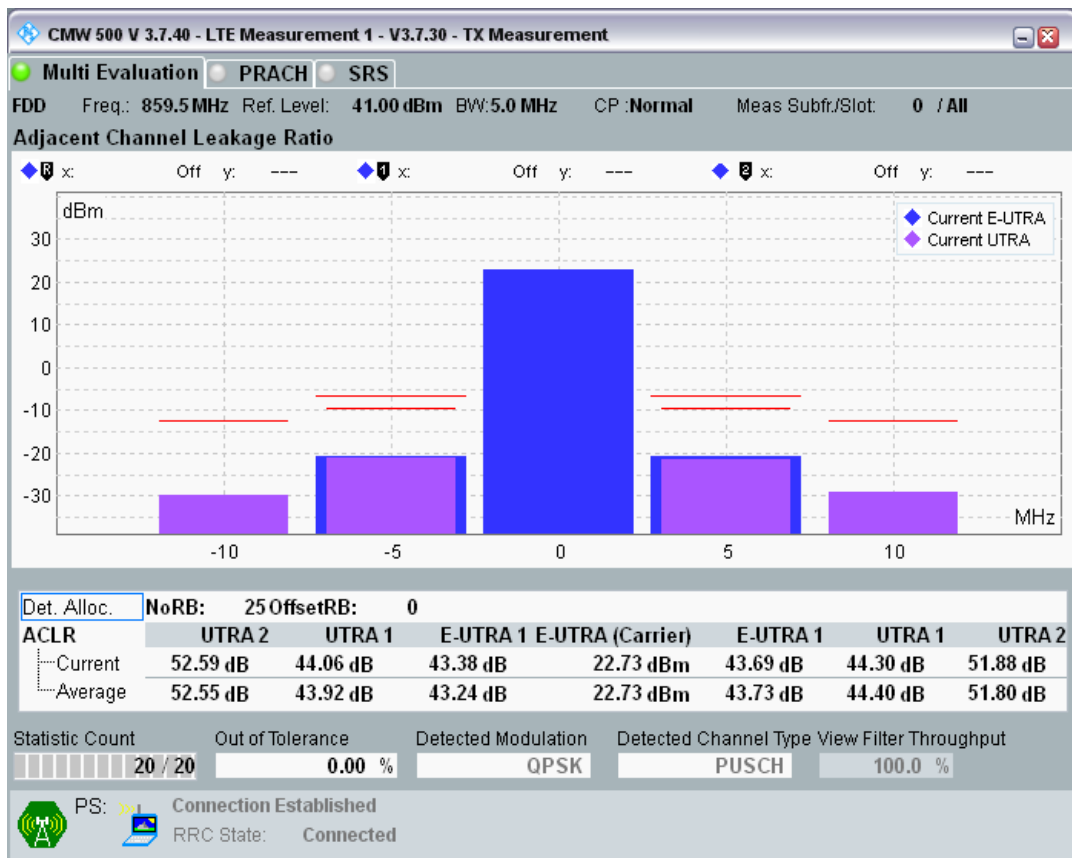 CMW 500 V 3.7.40 - LTE Measurement 1 - V3.7.30 - TX Measurement
Multi Evaluation PRACH SRS
FDD Freq.: 859.5 MHz Ref. Level: 41.00 dBm BW:5.0 MHz CP :Normal Meas Subfr./Slot: 0 / All
Adjacent Channel Leakage Ratio
R x: Off y: --- 1 x: Off y: --- 2 x: Off y: ---
dBm
Current E-UTRA
Current UTRA
30
20
10
0
-10
-20
-30
MHz
-10 -5 0 5 10
Det. Alloc. NoRB: 25 OffsetRB: 0
ACLR UTRA 2 UTRA 1 E-UTRA 1 E-UTRA (Carrier) E-UTRA 1 UTRA 1 UTRA 2
Current 52.59 dB 44.06 dB 43.38 dB 22.73 dBm 43.69 dB 44.30 dB 51.88 dB
Average 52.55 dB 43.92 dB 43.24 dB 22.73 dBm 43.73 dB 44.40 dB 51.80 dB
Statistic Count Out of Tolerance Detected Modulation Detected Channel Type View Filter Throughput
20 / 20 0.00 % QPSK PUSCH 100.0 %
PS: Connection Established
RRC State: Connected